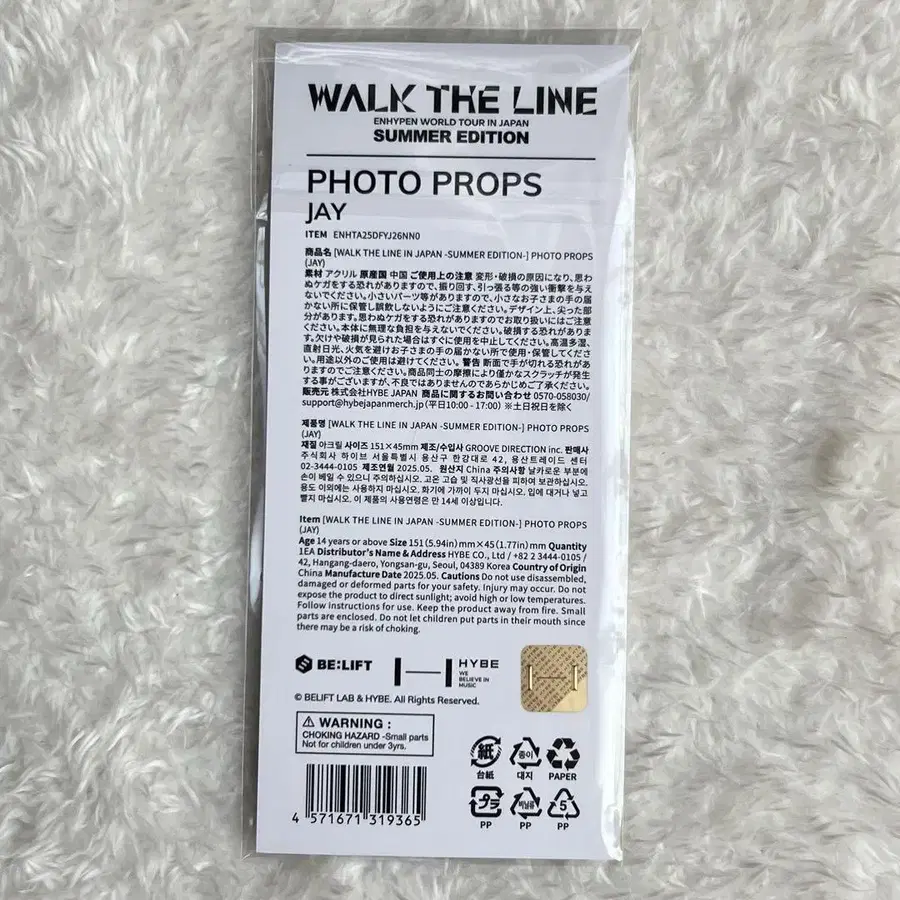 WALK THE LINE
ENHYPEN WORLD TOUR IN JAPAN
SUMMER EDITION
PHOTO PROPS
JAY
ITEM ENHTA25DFYJ26NN0
商品名 [WALK THE LINE IN JAPAN -SUMMER EDITION-] PHOTO PROPS
(JAY)
素材 アクリル 原産国 中国 ご使用上の注意 変形・破損の原因になり、思わ
ぬケガをする恐れがありますので、振り回す、引っ張る等の強い衝撃を与え
ないでください。小さいパーツ等がありますので、小さなお子さまの手の届
かない所に保管し誤飲しないようにご注意ください。デザイン上、尖った部
分があります。思わぬケガをする恐れがありますのでお取り扱いにはご注意
ください。本体に無理な負担を与えないでください。破損する恐れがありま
す。欠けや破損が見られた場合はすぐに使用を中止してください。高温多湿、
直射日光、火気を避けお子さまの手の届かない所で使用・保管してくださ
い。用途以外のご使用は避けてください。 警告 断面で手が切れる恐れがあり
ますのでご注意ください。商品同士の摩擦により僅かなスクラッチが発生
する事がございますが、不良ではありませんのであらかじめご了承ください。
販売元 株式会社HYBE JAPAN 商品に関するお問い合わせ 0570-058030/
support@hybejapanmerch.jp (平日10:00 - 17:00) ※土日祝日を除く
제품명 [WALK THE LINE IN JAPAN -SUMMER EDITION-] PHOTO PROPS
(JAY)
재질 아크릴 사이즈 151×45mm 제조/수입사 GROOVE DIRECTION inc. 판매사
주식회사 하이브 서울특별시 용산구 한강대로 42, 용산트레이드 센터
02-3444-0105 제조연월 2025.05. 원산지 China 주의사항 날카로운 부분에
손이 베일 수 있으니 주의하십시오. 고온 고습 및 직사광선을 피하여 보관하십시오.
용도 이외에는 사용하지 마십시오. 화기에 가까이 두지 마십시오. 입에 대거나 넣고
빨지 마십시오. 이 제품의 사용연령은 만 14세 이상입니다.
Item [WALK THE LINE IN JAPAN -SUMMER EDITION-] PHOTO PROPS
(JAY)
Age 14 years or above Size 151 (5.94in) mm×45 (1.77in) mm Quantity
1EA Distributor's Name & Address HYBE CO., Ltd / +82 2 3444-0105 /
42, Hangang-daero, Yongsan-gu, Seoul, 04389 Korea Country of Origin
China Manufacture Date 2025.05. Cautions Do not use disassembled,
damaged or deformed parts for your safety. Injury may occur. Do not
expose the product to direct sunlight; avoid high or low temperatures.
Follow instructions for use. Keep the product away from fire. Small
parts are enclosed. Do not let children put parts in their mouth since
there may be a risk of choking.
BE:LIFT HYBE
WE
BELIEVE IN
MUSIC
© BELIFT LAB & HYBE. All Rights Reserved.
WARNING :
CHOKING HAZARD -Small parts
Not for children under 3yrs.
4 571671 319365
紙 종이
台紙 대지 PAPER
プラ 비닐류 5
PP PP PP